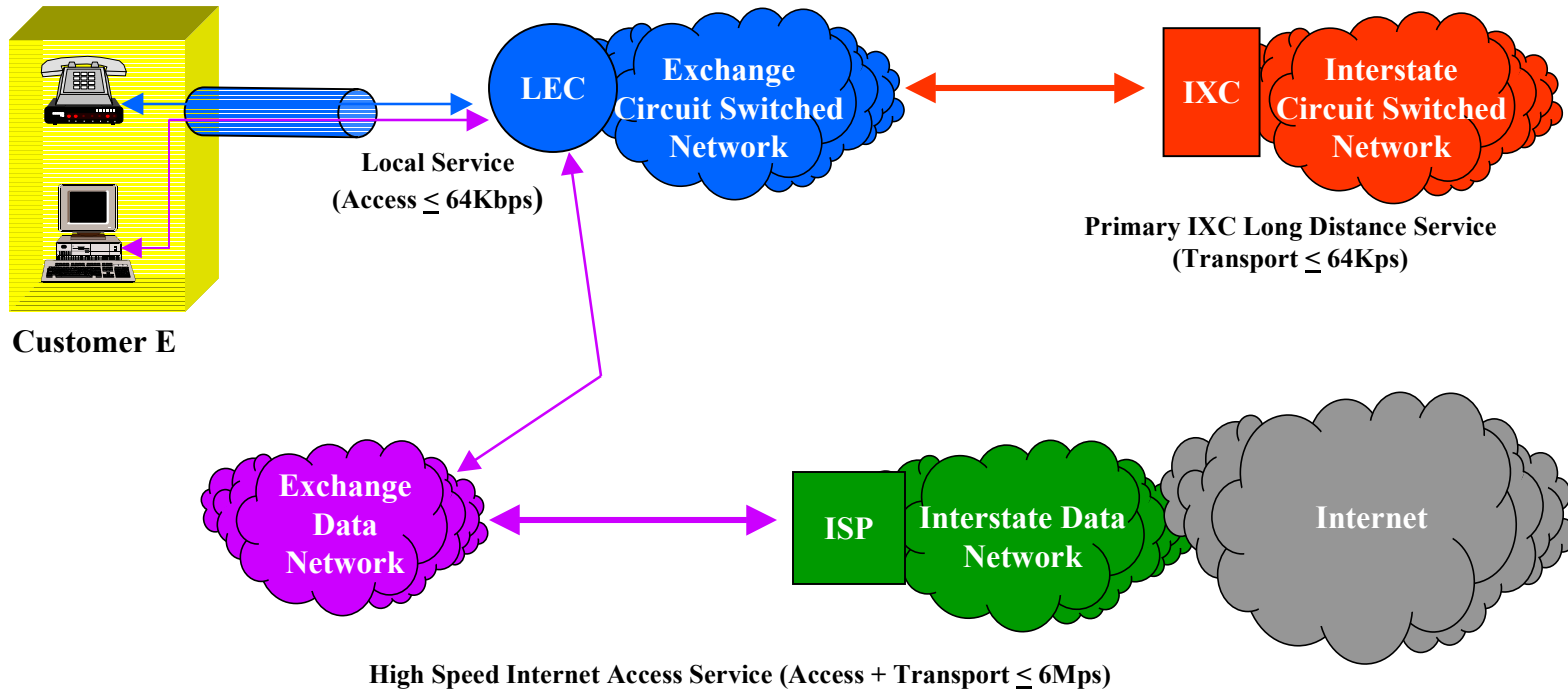 LEC
Exchange
Circuit Switched
Network
IXC
Interstate
Circuit Switched
Network
Local Service
(Access ≤ 64Kbps)
Primary IXC Long Distance Service
(Transport ≤ 64Kps)
Customer E
Exchange
Data
Network
ISP
Interstate Data
Network
Internet
High Speed Internet Access Service (Access + Transport ≤ 6Mps)